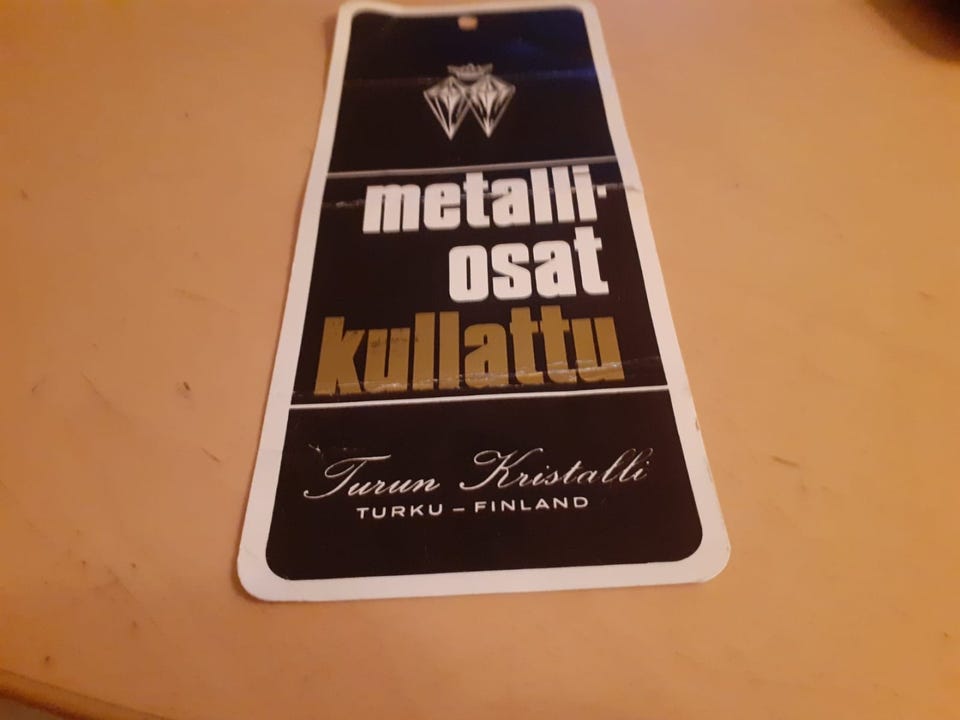 metalli-
osat
kullattu
Turun Kristalli
TURKU – FINLAND